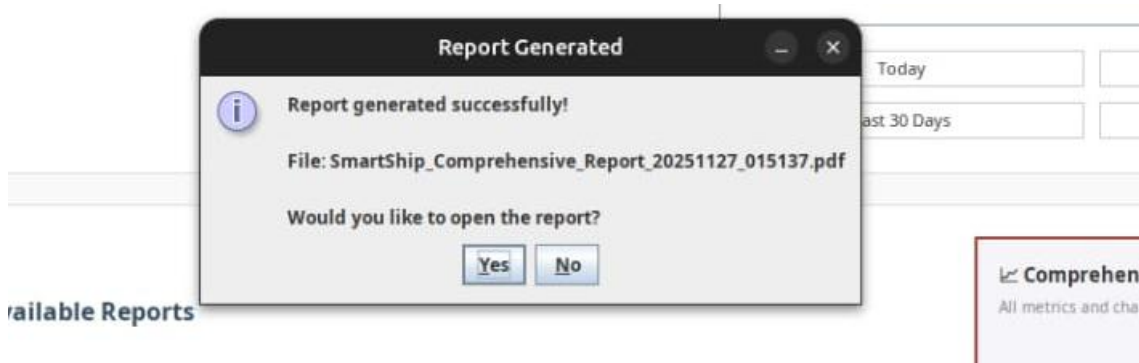 Report Generated
Today
Report generated successfully!
ast 30 Days
File: SmartShip_Comprehensive_Report_20251127_015137.pdf
Would you like to open the report?
Yes No
Comprehen
All metrics and cha
ailable Reports